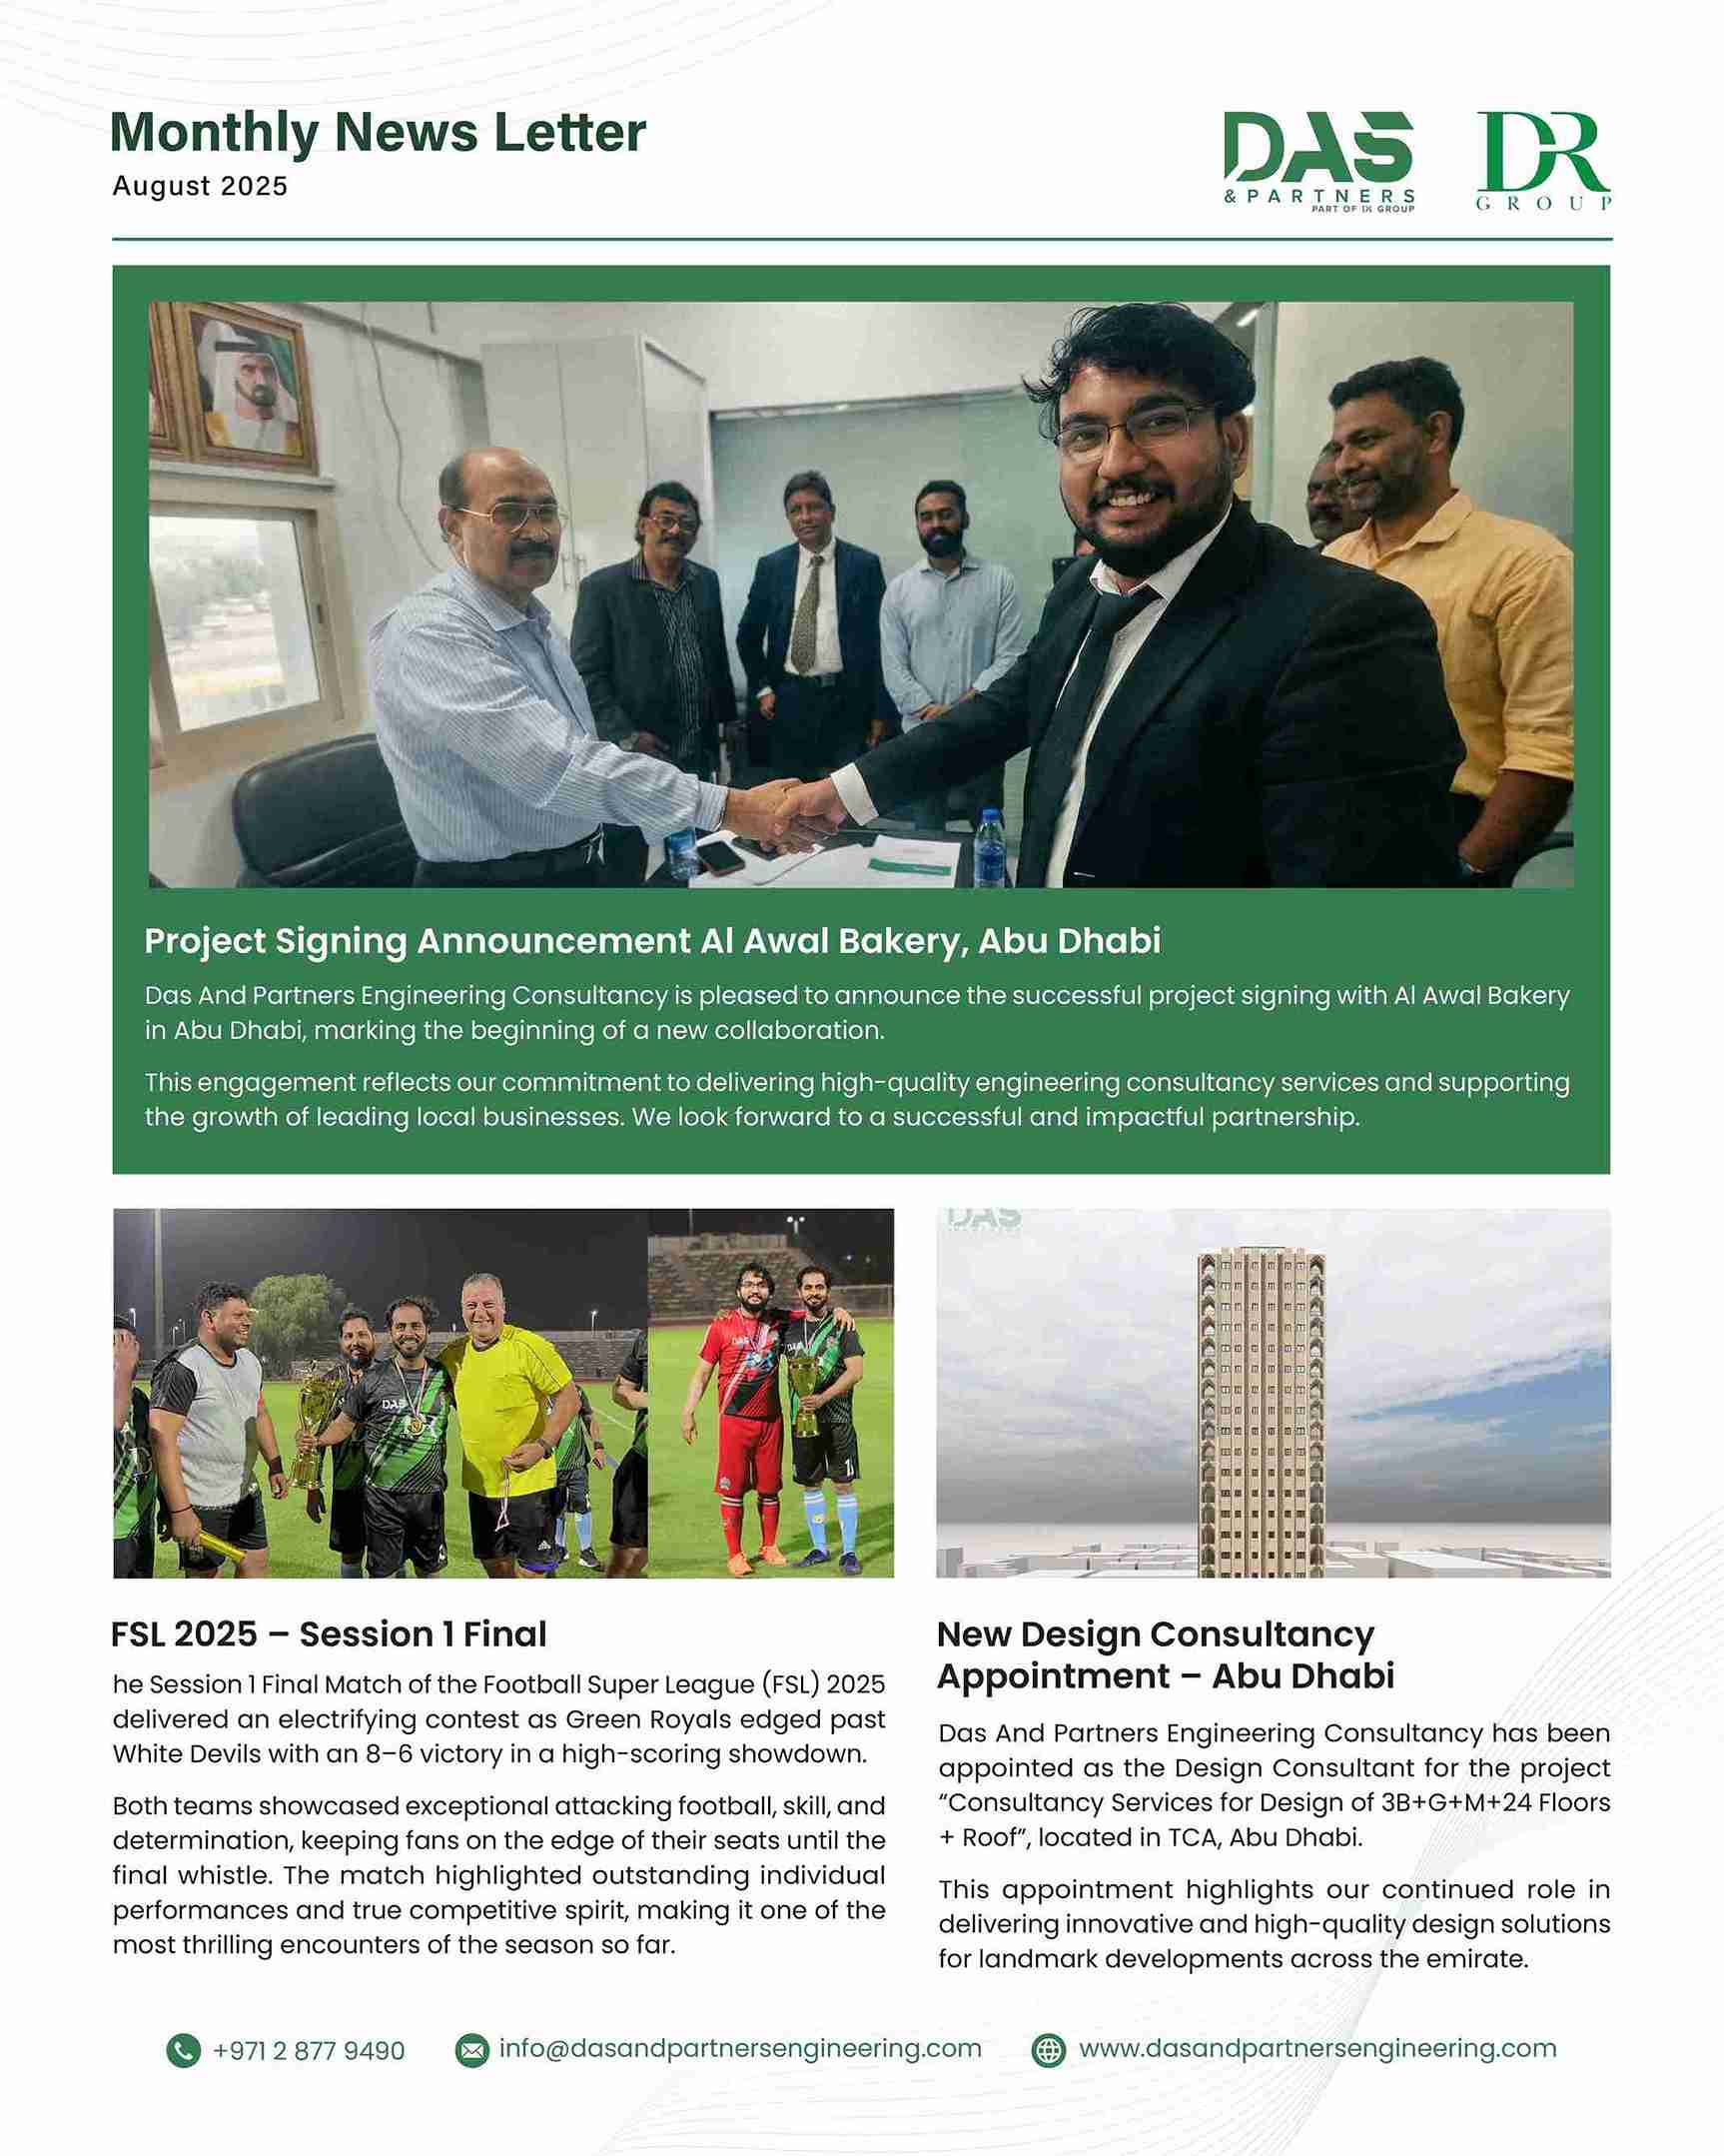 Monthly News Letter
August 2025
DAS
& PARTNERS
PART OF DR GROUP
DR
GROUP
Project Signing Announcement Al Awal Bakery, Abu Dhabi
Das And Partners Engineering Consultancy is pleased to announce the successful project signing with Al Awal Bakery
in Abu Dhabi, marking the beginning of a new collaboration.
This engagement reflects our commitment to delivering high-quality engineering consultancy services and supporting
the growth of leading local businesses. We look forward to a successful and impactful partnership.
DAS
DAS
DAS
1
DAS
FSL 2025 – Session 1 Final
he Session 1 Final Match of the Football Super League (FSL) 2025
delivered an electrifying contest as Green Royals edged past
White Devils with an 8–6 victory in a high-scoring showdown.
Both teams showcased exceptional attacking football, skill, and
determination, keeping fans on the edge of their seats until the
final whistle. The match highlighted outstanding individual
performances and true competitive spirit, making it one of the
most thrilling encounters of the season so far.
New Design Consultancy
Appointment – Abu Dhabi
Das And Partners Engineering Consultancy has been
appointed as the Design Consultant for the project
“Consultancy Services for Design of 3B+G+M+24 Floors
+ Roof”, located in TCA, Abu Dhabi.
This appointment highlights our continued role in
delivering innovative and high-quality design solutions
for landmark developments across the emirate.
+971 2 877 9490
info@dasandpartnersengineering.com
www.dasandpartnersengineering.com